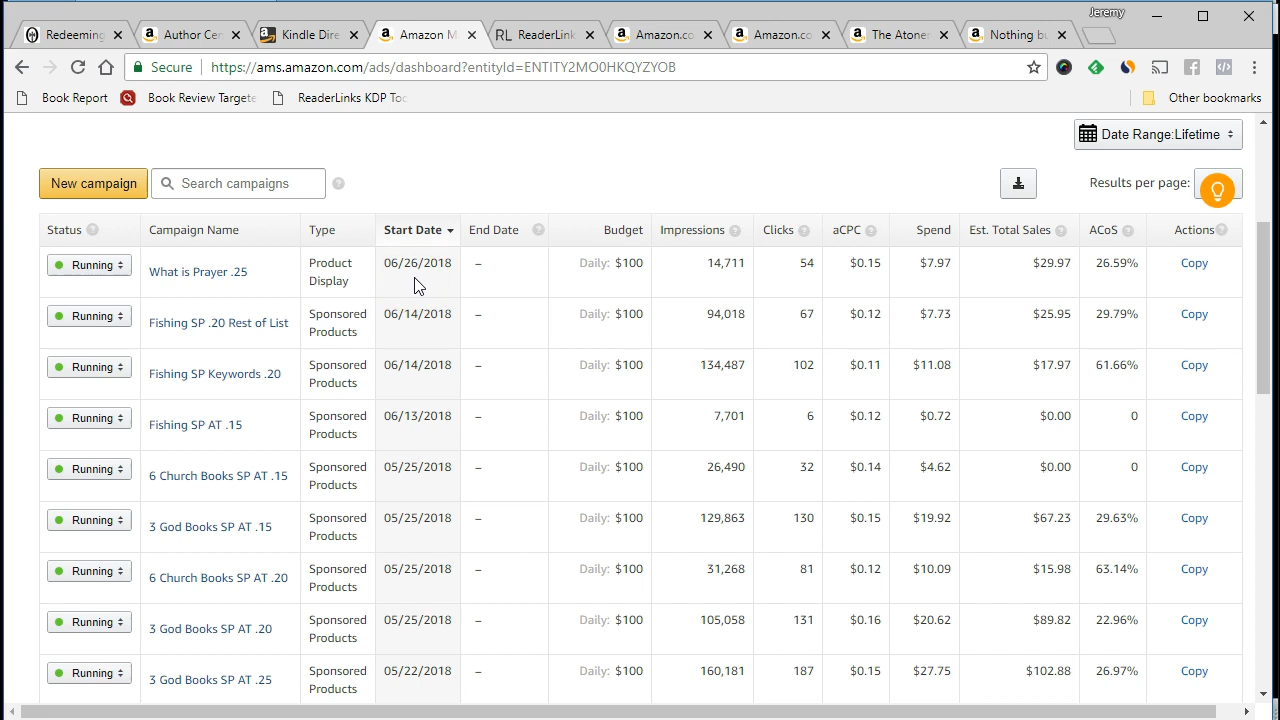 Jeremy
Redeeming
Author Cen
Kindle Dire
Amazon M
RL ReaderLink
Amazon.co
Amazon.co
The Atoner
Nothing bu
Secure https://ams.amazon.com/ads/dashboard?entityId=ENTITY2MO0HKQYZYOB
Book Report Book Review Targete ReaderLinks KDP Toc Other bookmarks
Date Range:Lifetime
New campaign Search campaigns ? Results per page:
Status ? Campaign Name Type Start Date End Date ? Budget Impressions ? Clicks ? aCPC ? Spend Est. Total Sales ? ACoS ? Actions ?
Running What is Prayer .25 Product Display 06/26/2018 – Daily: $100 14,711 54 $0.15 $7.97 $29.97 26.59% Copy
Running Fishing SP .20 Rest of List Sponsored Products 06/14/2018 – Daily: $100 94,018 67 $0.12 $7.73 $25.95 29.79% Copy
Running Fishing SP Keywords .20 Sponsored Products 06/14/2018 – Daily: $100 134,487 102 $0.11 $11.08 $17.97 61.66% Copy
Running Fishing SP AT .15 Sponsored Products 06/13/2018 – Daily: $100 7,701 6 $0.12 $0.72 $0.00 0 Copy
Running 6 Church Books SP AT .15 Sponsored Products 05/25/2018 – Daily: $100 26,490 32 $0.14 $4.62 $0.00 0 Copy
Running 3 God Books SP AT .15 Sponsored Products 05/25/2018 – Daily: $100 129,863 130 $0.15 $19.92 $67.23 29.63% Copy
Running 6 Church Books SP AT .20 Sponsored Products 05/25/2018 – Daily: $100 31,268 81 $0.12 $10.09 $15.98 63.14% Copy
Running 3 God Books SP AT .20 Sponsored Products 05/25/2018 – Daily: $100 105,058 131 $0.16 $20.62 $89.82 22.96% Copy
Running 3 God Books SP AT .25 Sponsored Products 05/22/2018 – Daily: $100 160,181 187 $0.15 $27.75 $102.88 26.97% Copy